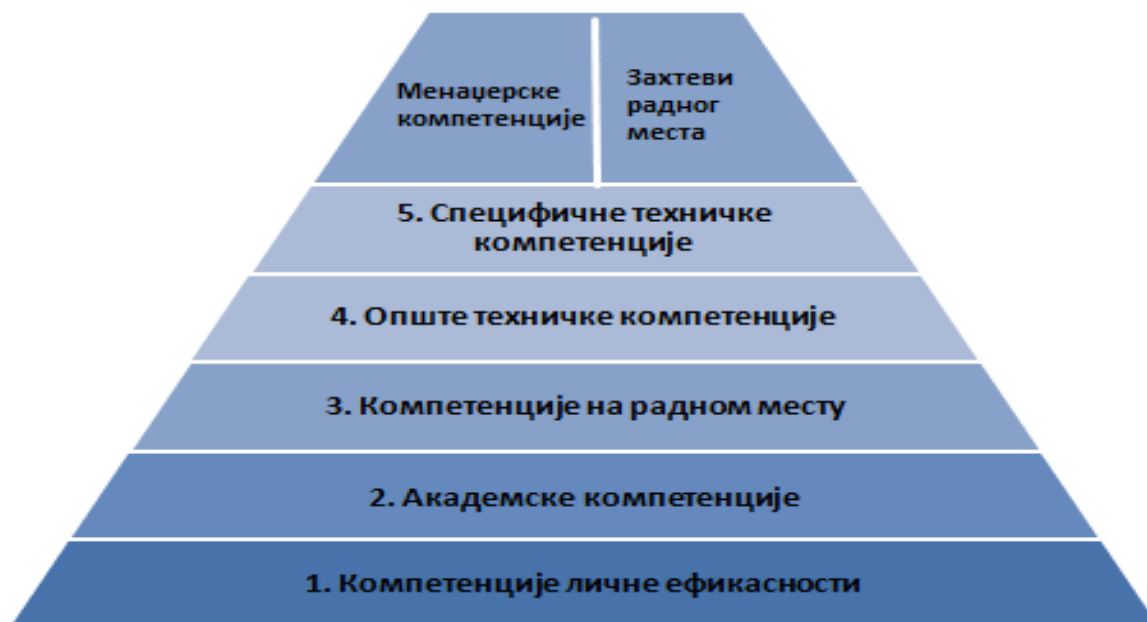 Менаџерске
компетенције
Захтеви
радног
места
5. Специфичне техничке
компетенције
4. Опште техничке компетенције
3. Компетенције на радном месту
2. Академске компетенције
1. Компетенције личне ефикасности